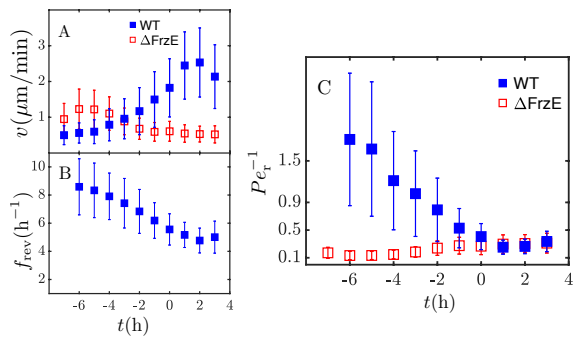 A
WT
ΔFrzE
3
2
1
v(μm/min)
B
10
8
6
4
2
f_rev(h⁻¹)
-6 -4 -2 0 2 4
t(h)
C
WT
ΔFrzE
1.5
0.9
0.5
0.1
Pe_r⁻¹
-6 -4 -2 0 2 4
t(h)